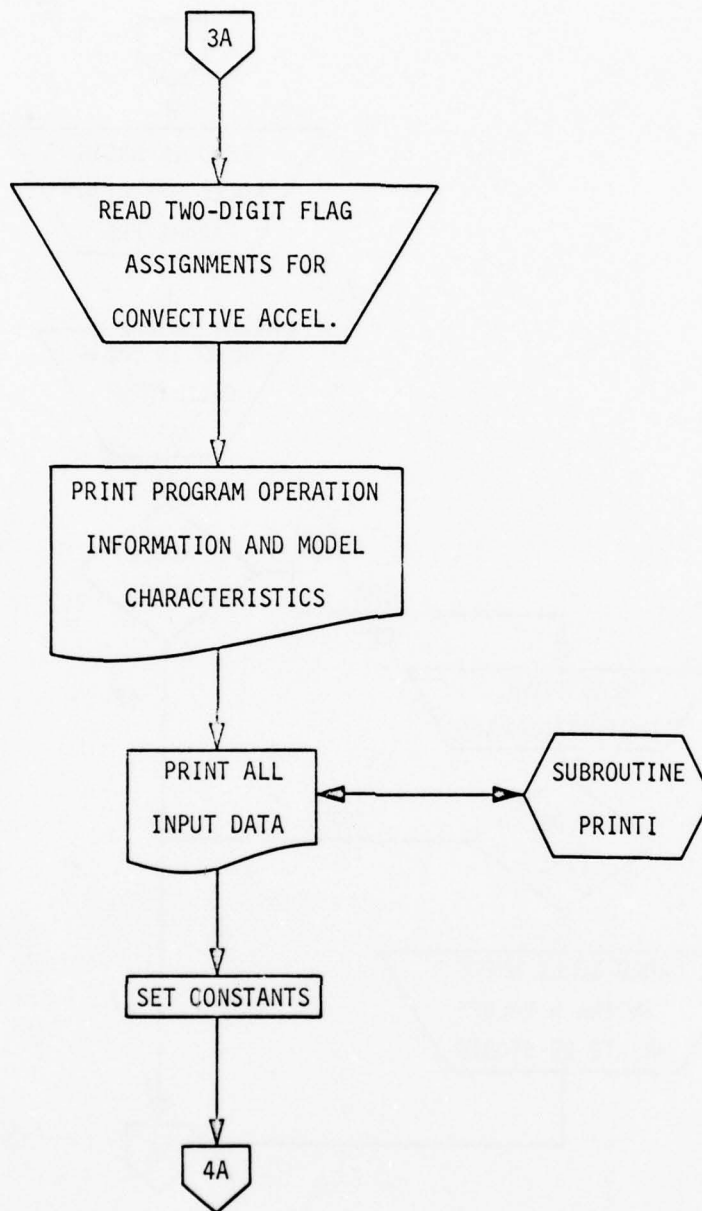 3A
READ TWO-DIGIT FLAG
ASSIGNMENTS FOR
CONVECTIVE ACCEL.
PRINT PROGRAM OPERATION
INFORMATION AND MODEL
CHARACTERISTICS
PRINT ALL
INPUT DATA
SUBROUTINE
PRINTI
SET CONSTANTS
4A